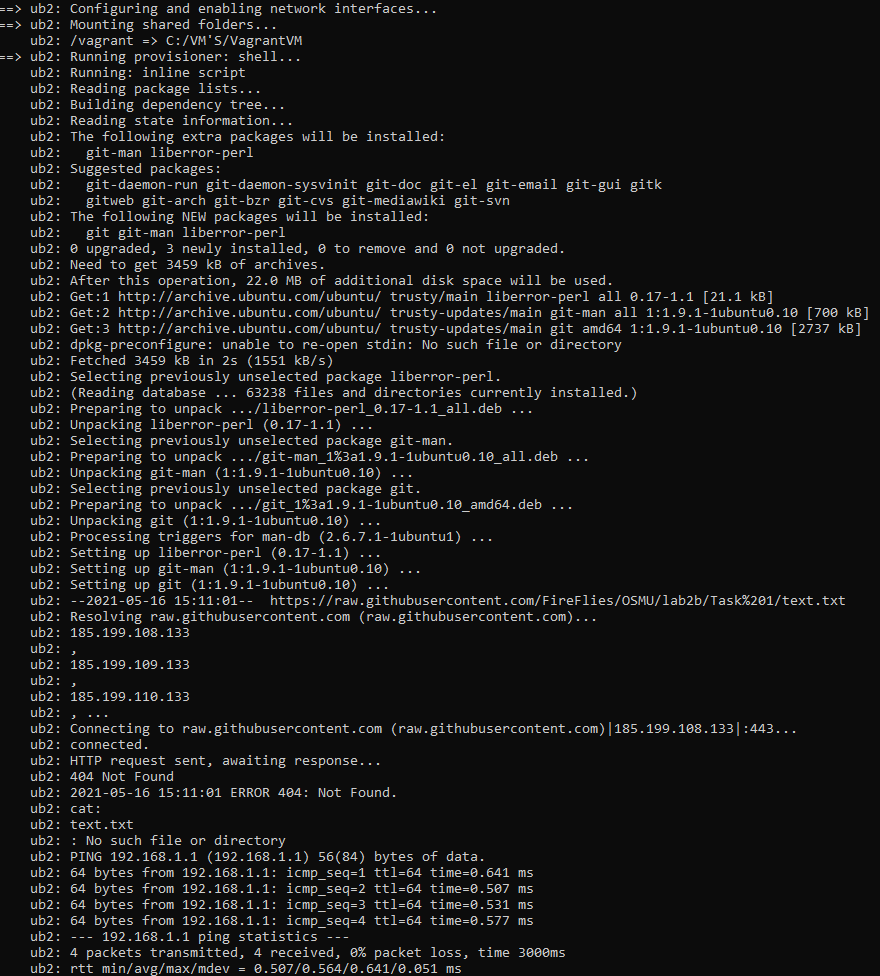 ==> ub2: Configuring and enabling network interfaces...
==> ub2: Mounting shared folders...
    ub2: /vagrant => C:/VM'S/VagrantVM
==> ub2: Running provisioner: shell...
    ub2: Running: inline script
    ub2: Reading package lists...
    ub2: Building dependency tree...
    ub2: Reading state information...
    ub2: The following extra packages will be installed:
    ub2:   git-man liberror-perl
    ub2: Suggested packages:
    ub2:   git-daemon-run git-daemon-sysvinit git-doc git-el git-email git-gui gitk
    ub2:   gitweb git-arch git-bzr git-cvs git-mediawiki git-svn
    ub2: The following NEW packages will be installed:
    ub2:   git git-man liberror-perl
    ub2: 0 upgraded, 3 newly installed, 0 to remove and 0 not upgraded.
    ub2: Need to get 3459 kB of archives.
    ub2: After this operation, 22.0 MB of additional disk space will be used.
    ub2: Get:1 http://archive.ubuntu.com/ubuntu/ trusty/main liberror-perl all 0.17-1.1 [21.1 kB]
    ub2: Get:2 http://archive.ubuntu.com/ubuntu/ trusty-updates/main git-man all 1:1.9.1-1ubuntu0.10 [700 kB]
    ub2: Get:3 http://archive.ubuntu.com/ubuntu/ trusty-updates/main git amd64 1:1.9.1-1ubuntu0.10 [2737 kB]
    ub2: dpkg-preconfigure: unable to re-open stdin: No such file or directory
    ub2: Fetched 3459 kB in 2s (1551 kB/s)
    ub2: Selecting previously unselected package liberror-perl.
    ub2: (Reading database ... 63238 files and directories currently installed.)
    ub2: Preparing to unpack .../liberror-perl_0.17-1.1_all.deb ...
    ub2: Unpacking liberror-perl (0.17-1.1) ...
    ub2: Selecting previously unselected package git-man.
    ub2: Preparing to unpack .../git-man_1%3a1.9.1-1ubuntu0.10_all.deb ...
    ub2: Unpacking git-man (1:1.9.1-1ubuntu0.10) ...
    ub2: Selecting previously unselected package git.
    ub2: Preparing to unpack .../git_1%3a1.9.1-1ubuntu0.10_amd64.deb ...
    ub2: Unpacking git (1:1.9.1-1ubuntu0.10) ...
    ub2: Processing triggers for man-db (2.6.7.1-1ubuntu1) ...
    ub2: Setting up liberror-perl (0.17-1.1) ...
    ub2: Setting up git-man (1:1.9.1-1ubuntu0.10) ...
    ub2: Setting up git (1:1.9.1-1ubuntu0.10) ...
    ub2: --2021-05-16 15:11:01--  https://raw.githubusercontent.com/FireFlies/OSMU/lab2b/Task%201/text.txt
    ub2: Resolving raw.githubusercontent.com (raw.githubusercontent.com)...
    ub2: 185.199.108.133
    ub2: ,
    ub2: 185.199.109.133
    ub2: ,
    ub2: 185.199.110.133
    ub2: , ...
    ub2: Connecting to raw.githubusercontent.com (raw.githubusercontent.com)|185.199.108.133|:443...
    ub2: connected.
    ub2: HTTP request sent, awaiting response...
    ub2: 404 Not Found
    ub2: 2021-05-16 15:11:01 ERROR 404: Not Found.
    ub2: cat:
    ub2: text.txt
    ub2: : No such file or directory
    ub2: PING 192.168.1.1 (192.168.1.1) 56(84) bytes of data.
    ub2: 64 bytes from 192.168.1.1: icmp_seq=1 ttl=64 time=0.641 ms
    ub2: 64 bytes from 192.168.1.1: icmp_seq=2 ttl=64 time=0.507 ms
    ub2: 64 bytes from 192.168.1.1: icmp_seq=3 ttl=64 time=0.531 ms
    ub2: 64 bytes from 192.168.1.1: icmp_seq=4 ttl=64 time=0.577 ms
    ub2: --- 192.168.1.1 ping statistics ---
    ub2: 4 packets transmitted, 4 received, 0% packet loss, time 3000ms
    ub2: rtt min/avg/max/mdev = 0.507/0.564/0.641/0.051 ms